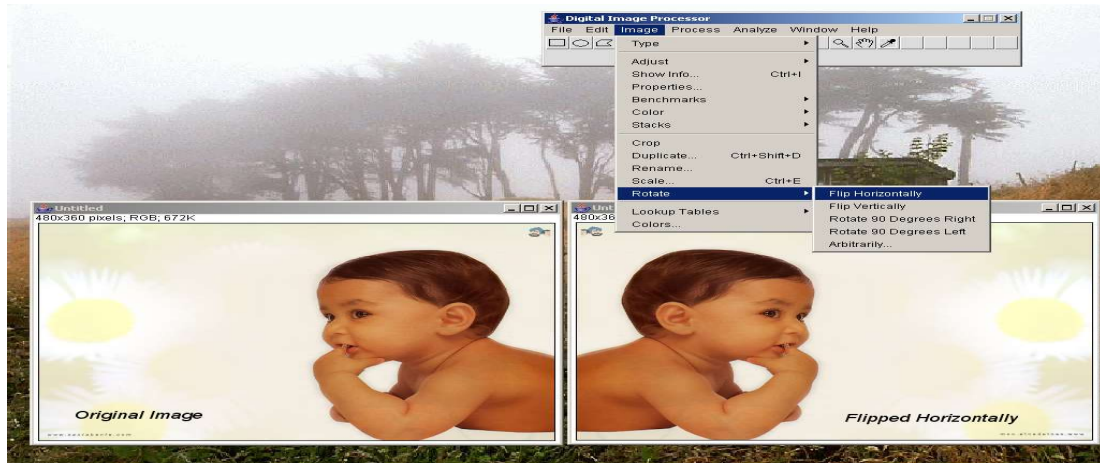 Digital Image Processor
File Edit Image Process Analyze Window Help
Type
Adjust
Show Info... Ctrl+I
Properties...
Benchmarks
Color
Stacks
Crop
Duplicate... Ctrl+Shift+D
Rename...
Scale... Ctrl+E
Rotate
Lookup Tables
Colors...
Flip Horizontally
Flip Vertically
Rotate 90 Degrees Right
Rotate 90 Degrees Left
Arbitrarily...
Untitled
480x360 pixels; RGB; 672K
Original Image
Unt
480x36
Flipped Horizontally